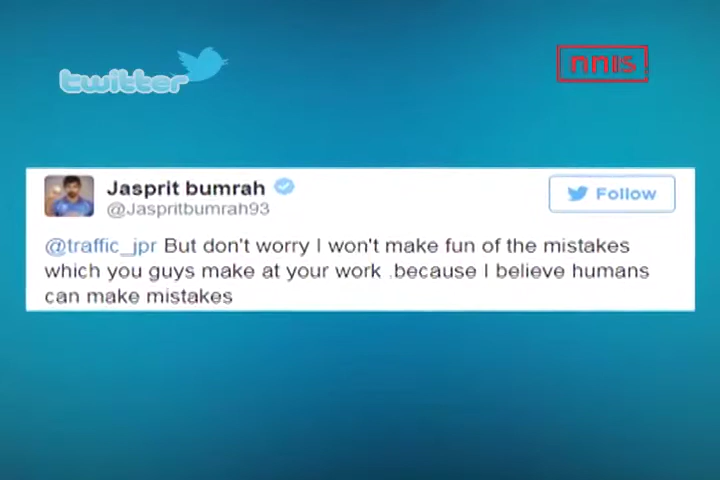 twitter
nnis
Jasprit bumrah
@Jaspritbumrah93
Follow
@traffic_jpr But don't worry I won't make fun of the mistakes
which you guys make at your work .because I believe humans
can make mistakes